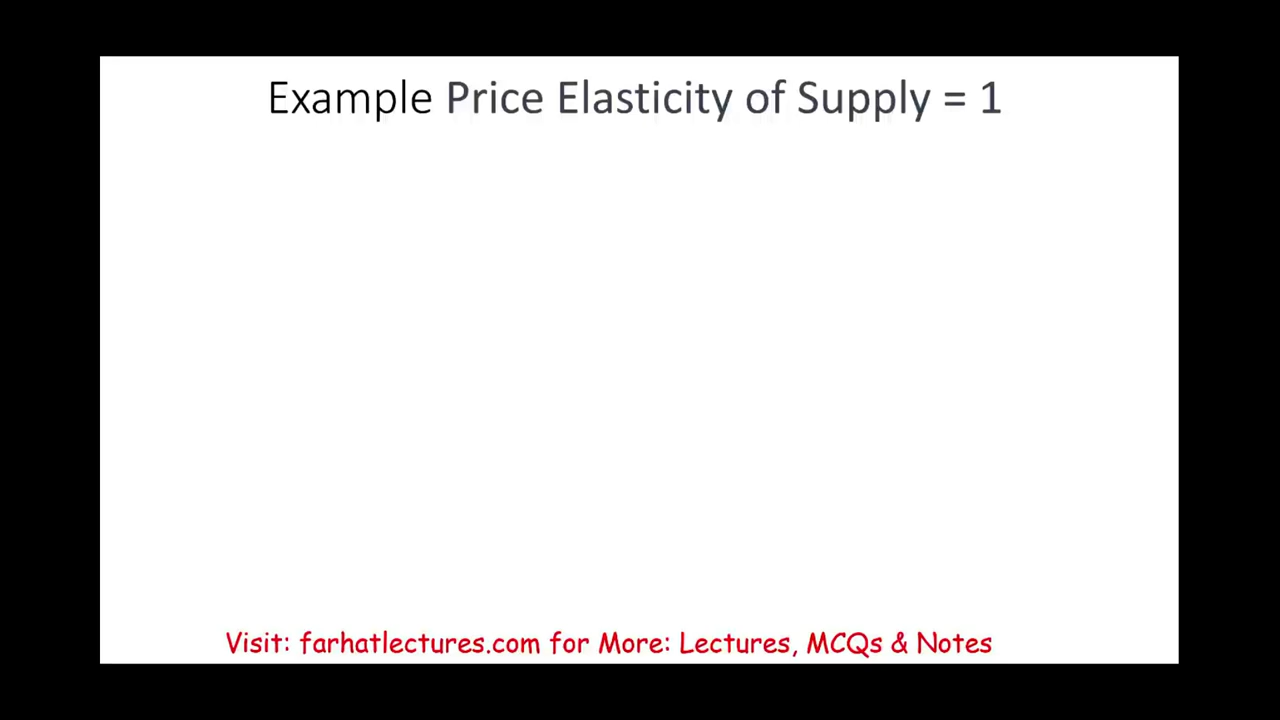 Example Price Elasticity of Supply = 1
Visit: farhatlectures.com for More: Lectures, MCQs & Notes